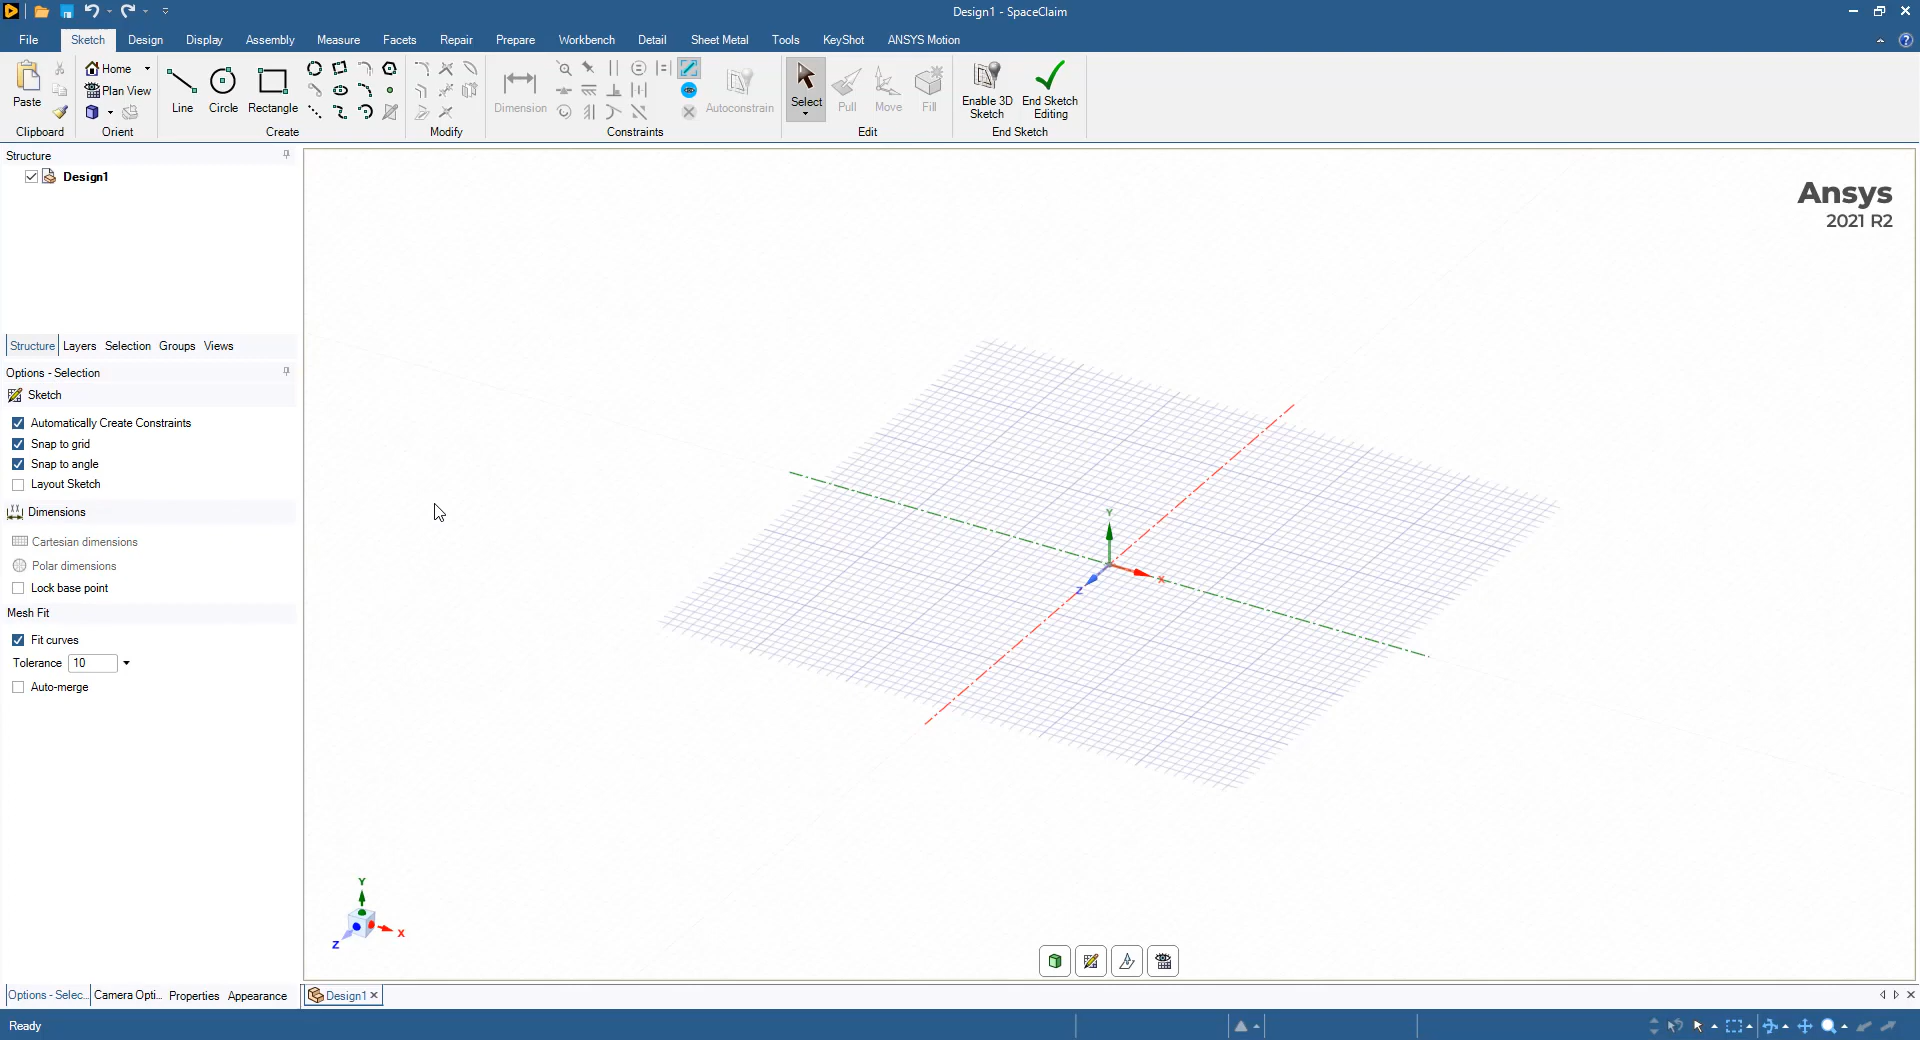 Design1 - SpaceClaim
File Sketch Design Display Assembly Measure Facets Repair Prepare Workbench Detail Sheet Metal Tools KeyShot ANSYS Motion
Paste
Clipboard
Home
Plan View
Orient
Line Circle Rectangle
Create
Modify
Dimension
Autoconstrain
Constraints
Select Pull Move Fill
Edit
Enable 3D Sketch
End Sketch Editing
End Sketch
Structure
Design1
Structure Layers Selection Groups Views
Options - Selection
Sketch
Automatically Create Constraints
Snap to grid
Snap to angle
Layout Sketch
Dimensions
Cartesian dimensions
Polar dimensions
Lock base point
Mesh Fit
Fit curves
Tolerance 10
Auto-merge
Ansys
2021 R2
Y
X
Z
Y
X
Z
Options - Selec... Camera Opti... Properties Appearance
Design1
Ready